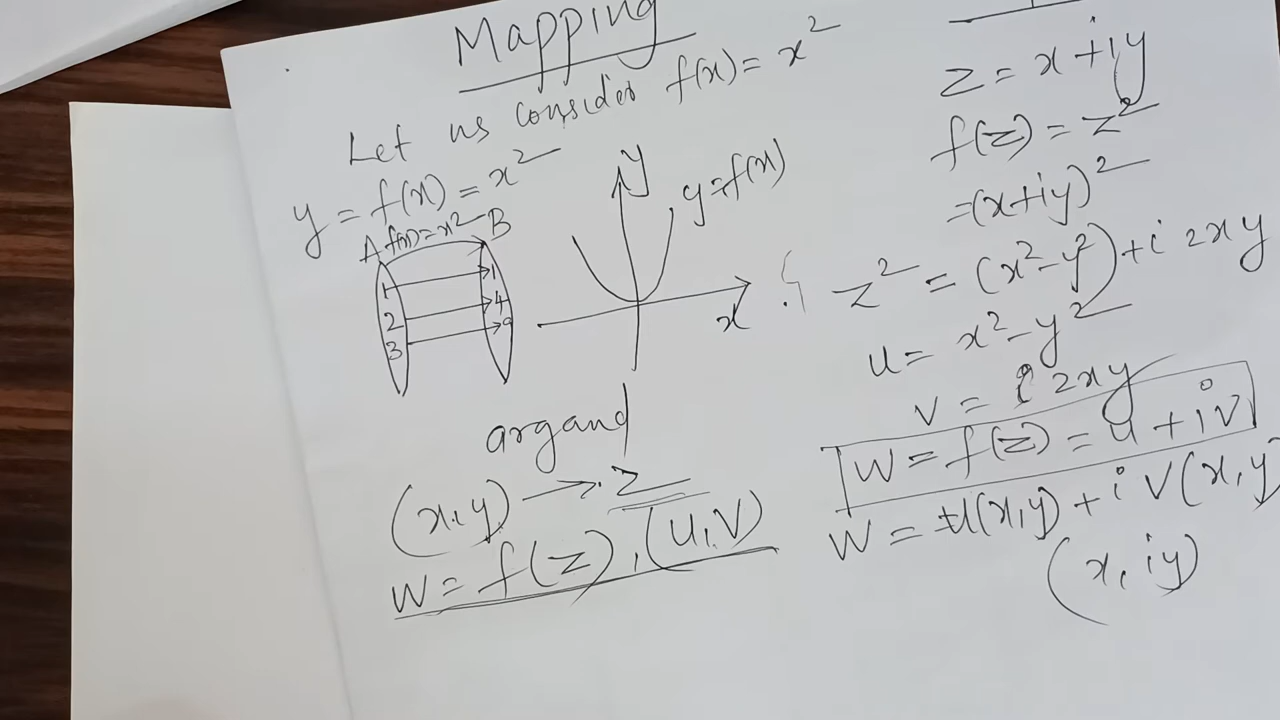 Mapping
Let us consider f(x) = x²
y = f(x) = x²
A f(x) = x² B
1 1
2 4
3 9
y
y = f(x)
x
argand
(x, y) → z
w = f(z), (u, v)
z = x + iy
f(z) = z²
= (x + iy)²
z² = (x² - y²) + i 2xy
u = x² - y²
v = i 2xy
w = f(z) = u + iv
w = u(x, y) + i v(x, y)
(x, iy)